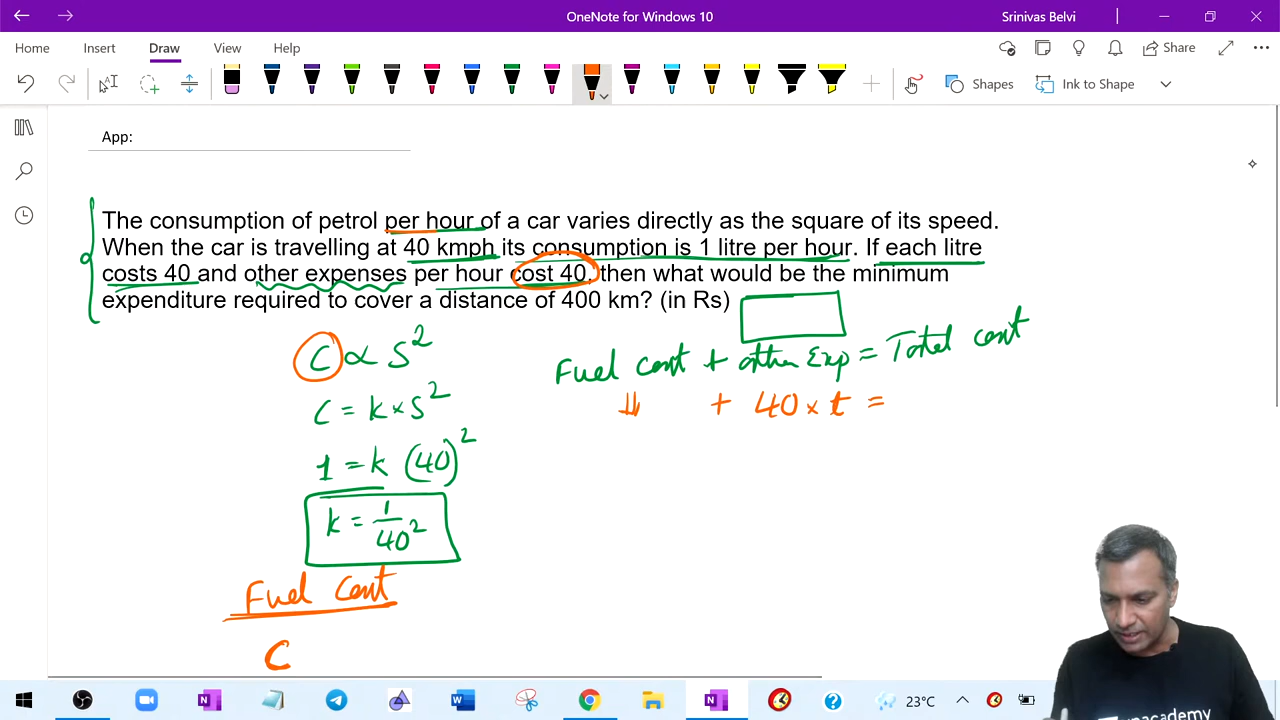 OneNote for Windows 10
Srinivas Belvi
Home Insert Draw View Help
Share
Shapes
Ink to Shape
App:
The consumption of petrol per hour of a car varies directly as the square of its speed.
When the car is travelling at 40 kmph its consumption is 1 litre per hour. If each litre
costs 40 and other expenses per hour cost 40, then what would be the minimum
expenditure required to cover a distance of 400 km? (in Rs)
C ∝ S²
Fuel cost + other Exp = Total cost
C = k × S²
⇓ + 40 × t =
1 = k (40)²
k = 1/40²
Fuel Cost
C
23°C
unacademy